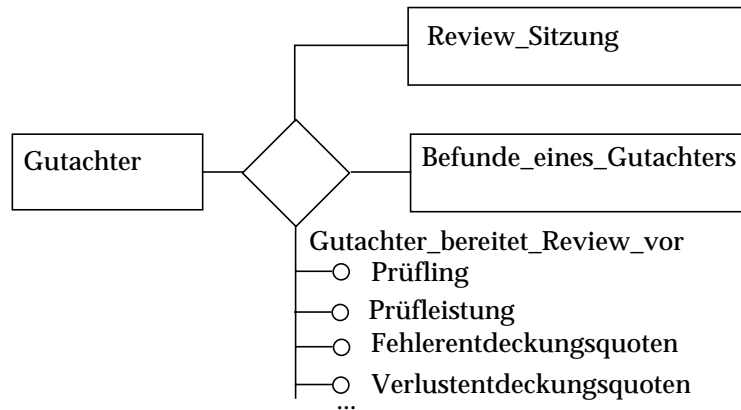 Review_Sitzung
Gutachter
Befunde_eines_Gutachters
Gutachter_bereitet_Review_vor
Prüfling
Prüfleistung
Fehlerentdeckungsquoten
Verlustentdeckungsquoten
...